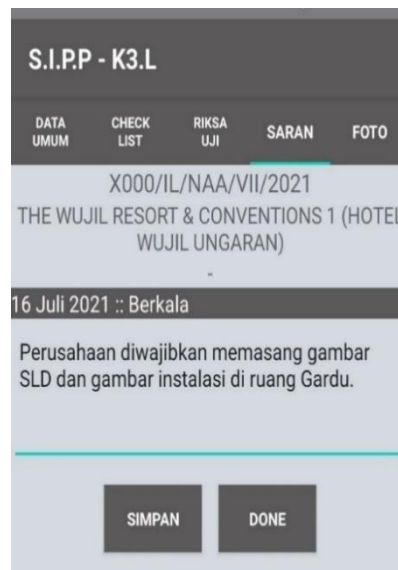 S.I.P.P - K3.L
DATA UMUM
CHECK LIST
RIKSA UJI
SARAN
FOTO
X000/IL/NAA/VII/2021
THE WUJIL RESORT & CONVENTIONS 1 (HOTEL
WUJIL UNGARAN)
-
16 Juli 2021 :: Berkala
Perusahaan diwajibkan memasang gambar
SLD dan gambar instalasi di ruang Gardu.
SIMPAN
DONE